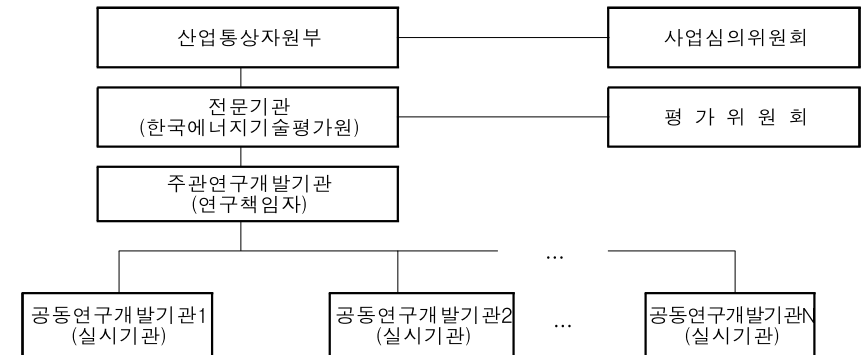 산업통상자원부
사업심의위원회
전문기관
(한국에너지기술평가원)
평 가 위 원 회
주관연구개발기관
(연구책임자)
...
공동연구개발기관1
(실시기관)
공동연구개발기관2
(실시기관)
...
공동연구개발기관N
(실시기관)